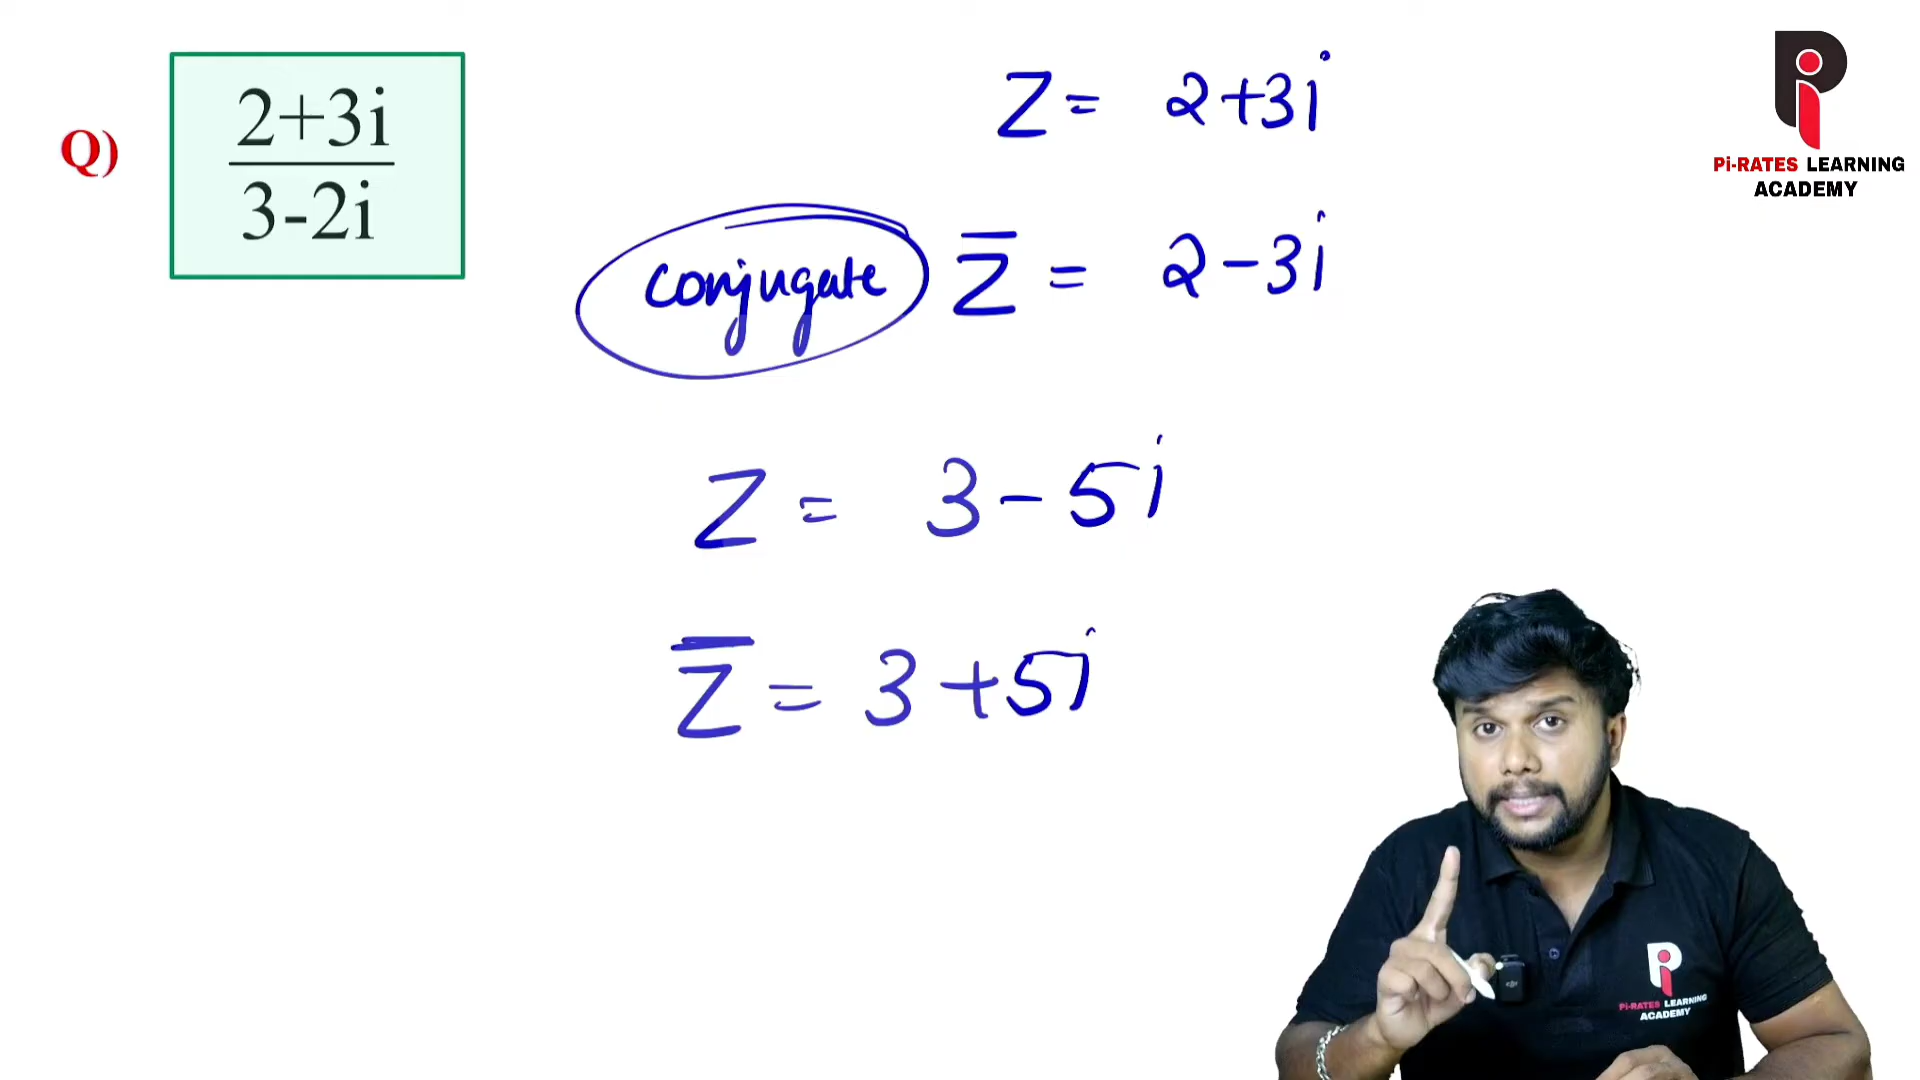 Q)
2+3i
3-2i
Z = 2+3i
conjugate Z̅ = 2-3i
Z = 3-5i
Z̅ = 3+5i
Pi-RATES LEARNING
ACADEMY
Pi-RATES LEARNING
ACADEMY